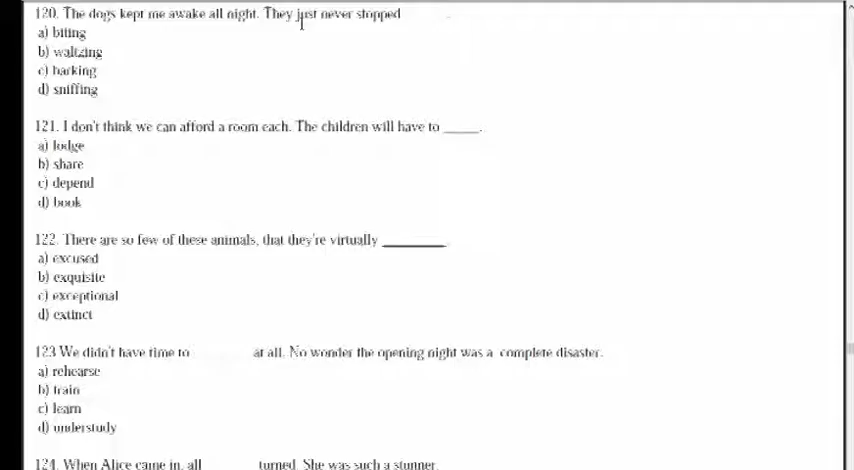 120. The dogs kept me awake all night. They just never stopped
a) biting
b) waltzing
c) barking
d) sniffing
121. I don't think we can afford a room each. The children will have to _____.
a) lodge
b) share
c) depend
d) book
122. There are so few of these animals, that they're virtually ________
a) excused
b) exquisite
c) exceptional
d) extinct
123 We didn't have time to at all. No wonder the opening night was a complete disaster.
a) rehearse
b) train
c) learn
d) understudy
124. When Alice came in, all turned. She was such a stunner.